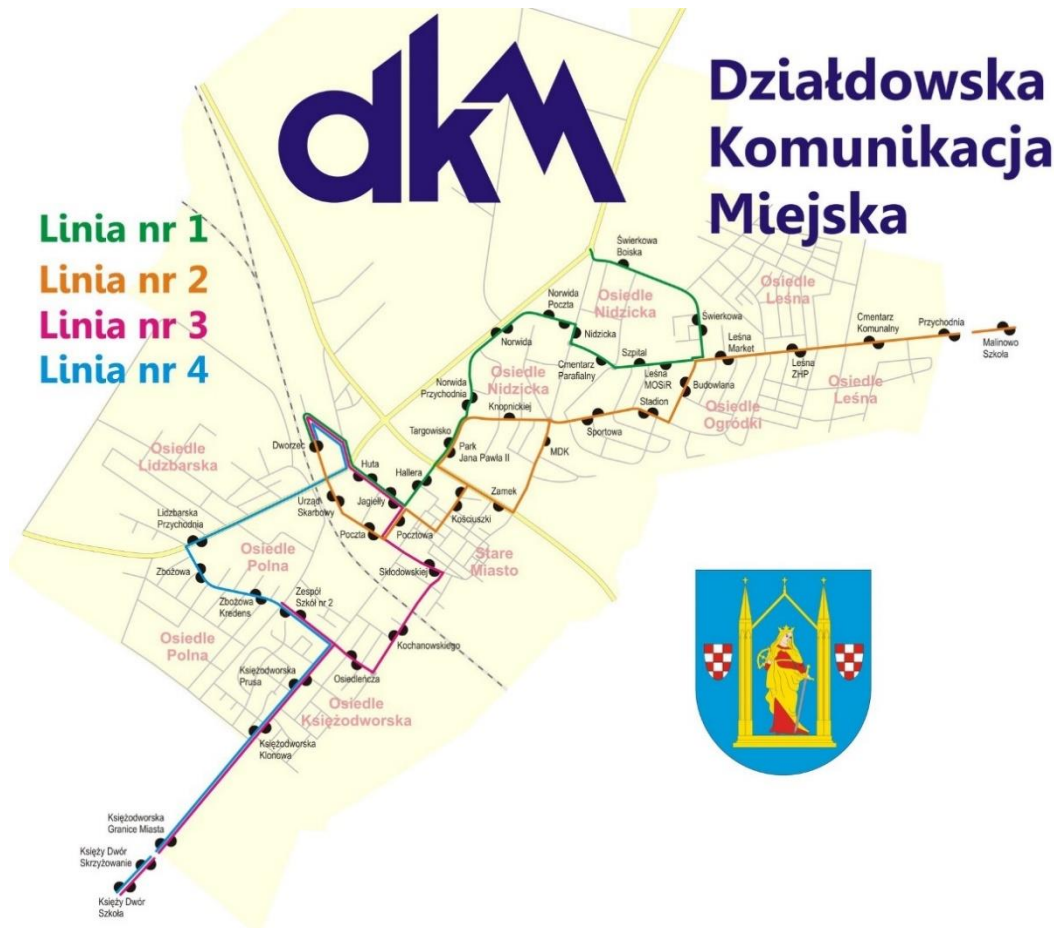 dkm
Działdowska
Komunikacja
Miejska
Linia nr 1
Linia nr 2
Linia nr 3
Linia nr 4
Świerkowa
Boiska
Osiedle
Leśna
Norwida
Poczta
Osiedle
Nidzicka
Świerkowa
Cmentarz
Komunalny
Przychodnia
Malinowo
Szkoła
Norwida
Nidzicka
Szpital
Leśna
Market
Cmentarz
Parafialny
Leśna
MOSiR
Leśna
ZHP
Osiedle
Leśna
Norwida
Przychodnia
Osiedle
Nidzicka
Budowlana
Knopnickiej
Stadion
Osiedle
Ogródki
Targowisko
Sportowa
Park
Jana Pawła II
MDK
Dworzec
Osiedle
Lidzbarska
Huta
Hallera
Jagiełły
Zamek
Urząd
Skarbowy
Kościuszki
Lidzbarska
Przychodnia
Poczta
Pocztowa
Osiedle
Polna
Stare
Miasto
Zbożowa
Skłodowskiej
Zbożowa
Kredens
Zespół
Szkół nr 2
Osiedle
Polna
Kochanowskiego
Księżodworska
Prusa
Osiedleńcza
Osiedle
Księżodworska
Księżodworska
Klonowa
Księżodworska
Granice Miasta
Księży Dwór
Skrzyżowanie
Księży Dwór
Szkoła